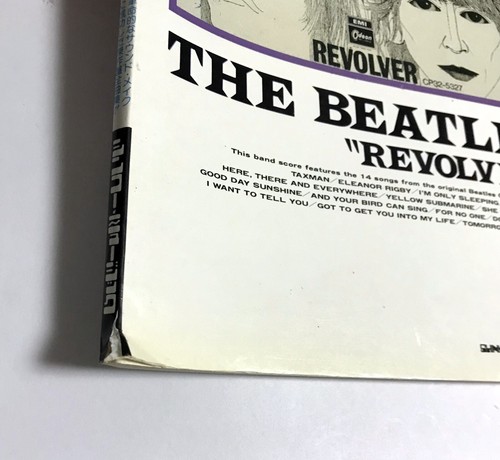 EMI
Odeon
REVOLVER
CP32-5327
THE BEATLE
"REVOLV
This band score features the 14 songs from the original Beatles
TAXMAN/ELEANOR RIGBY/I'M ONLY SLEEPING
HERE, THERE AND EVERYWHERE/YELLOW SUBMARINE/SHE
GOOD DAY SUNSHINE/AND YOUR BIRD CAN SING/FOR NO ONE/DO
I WANT TO TELL YOU/GOT TO GET YOU INTO MY LIFE/TOMORRO